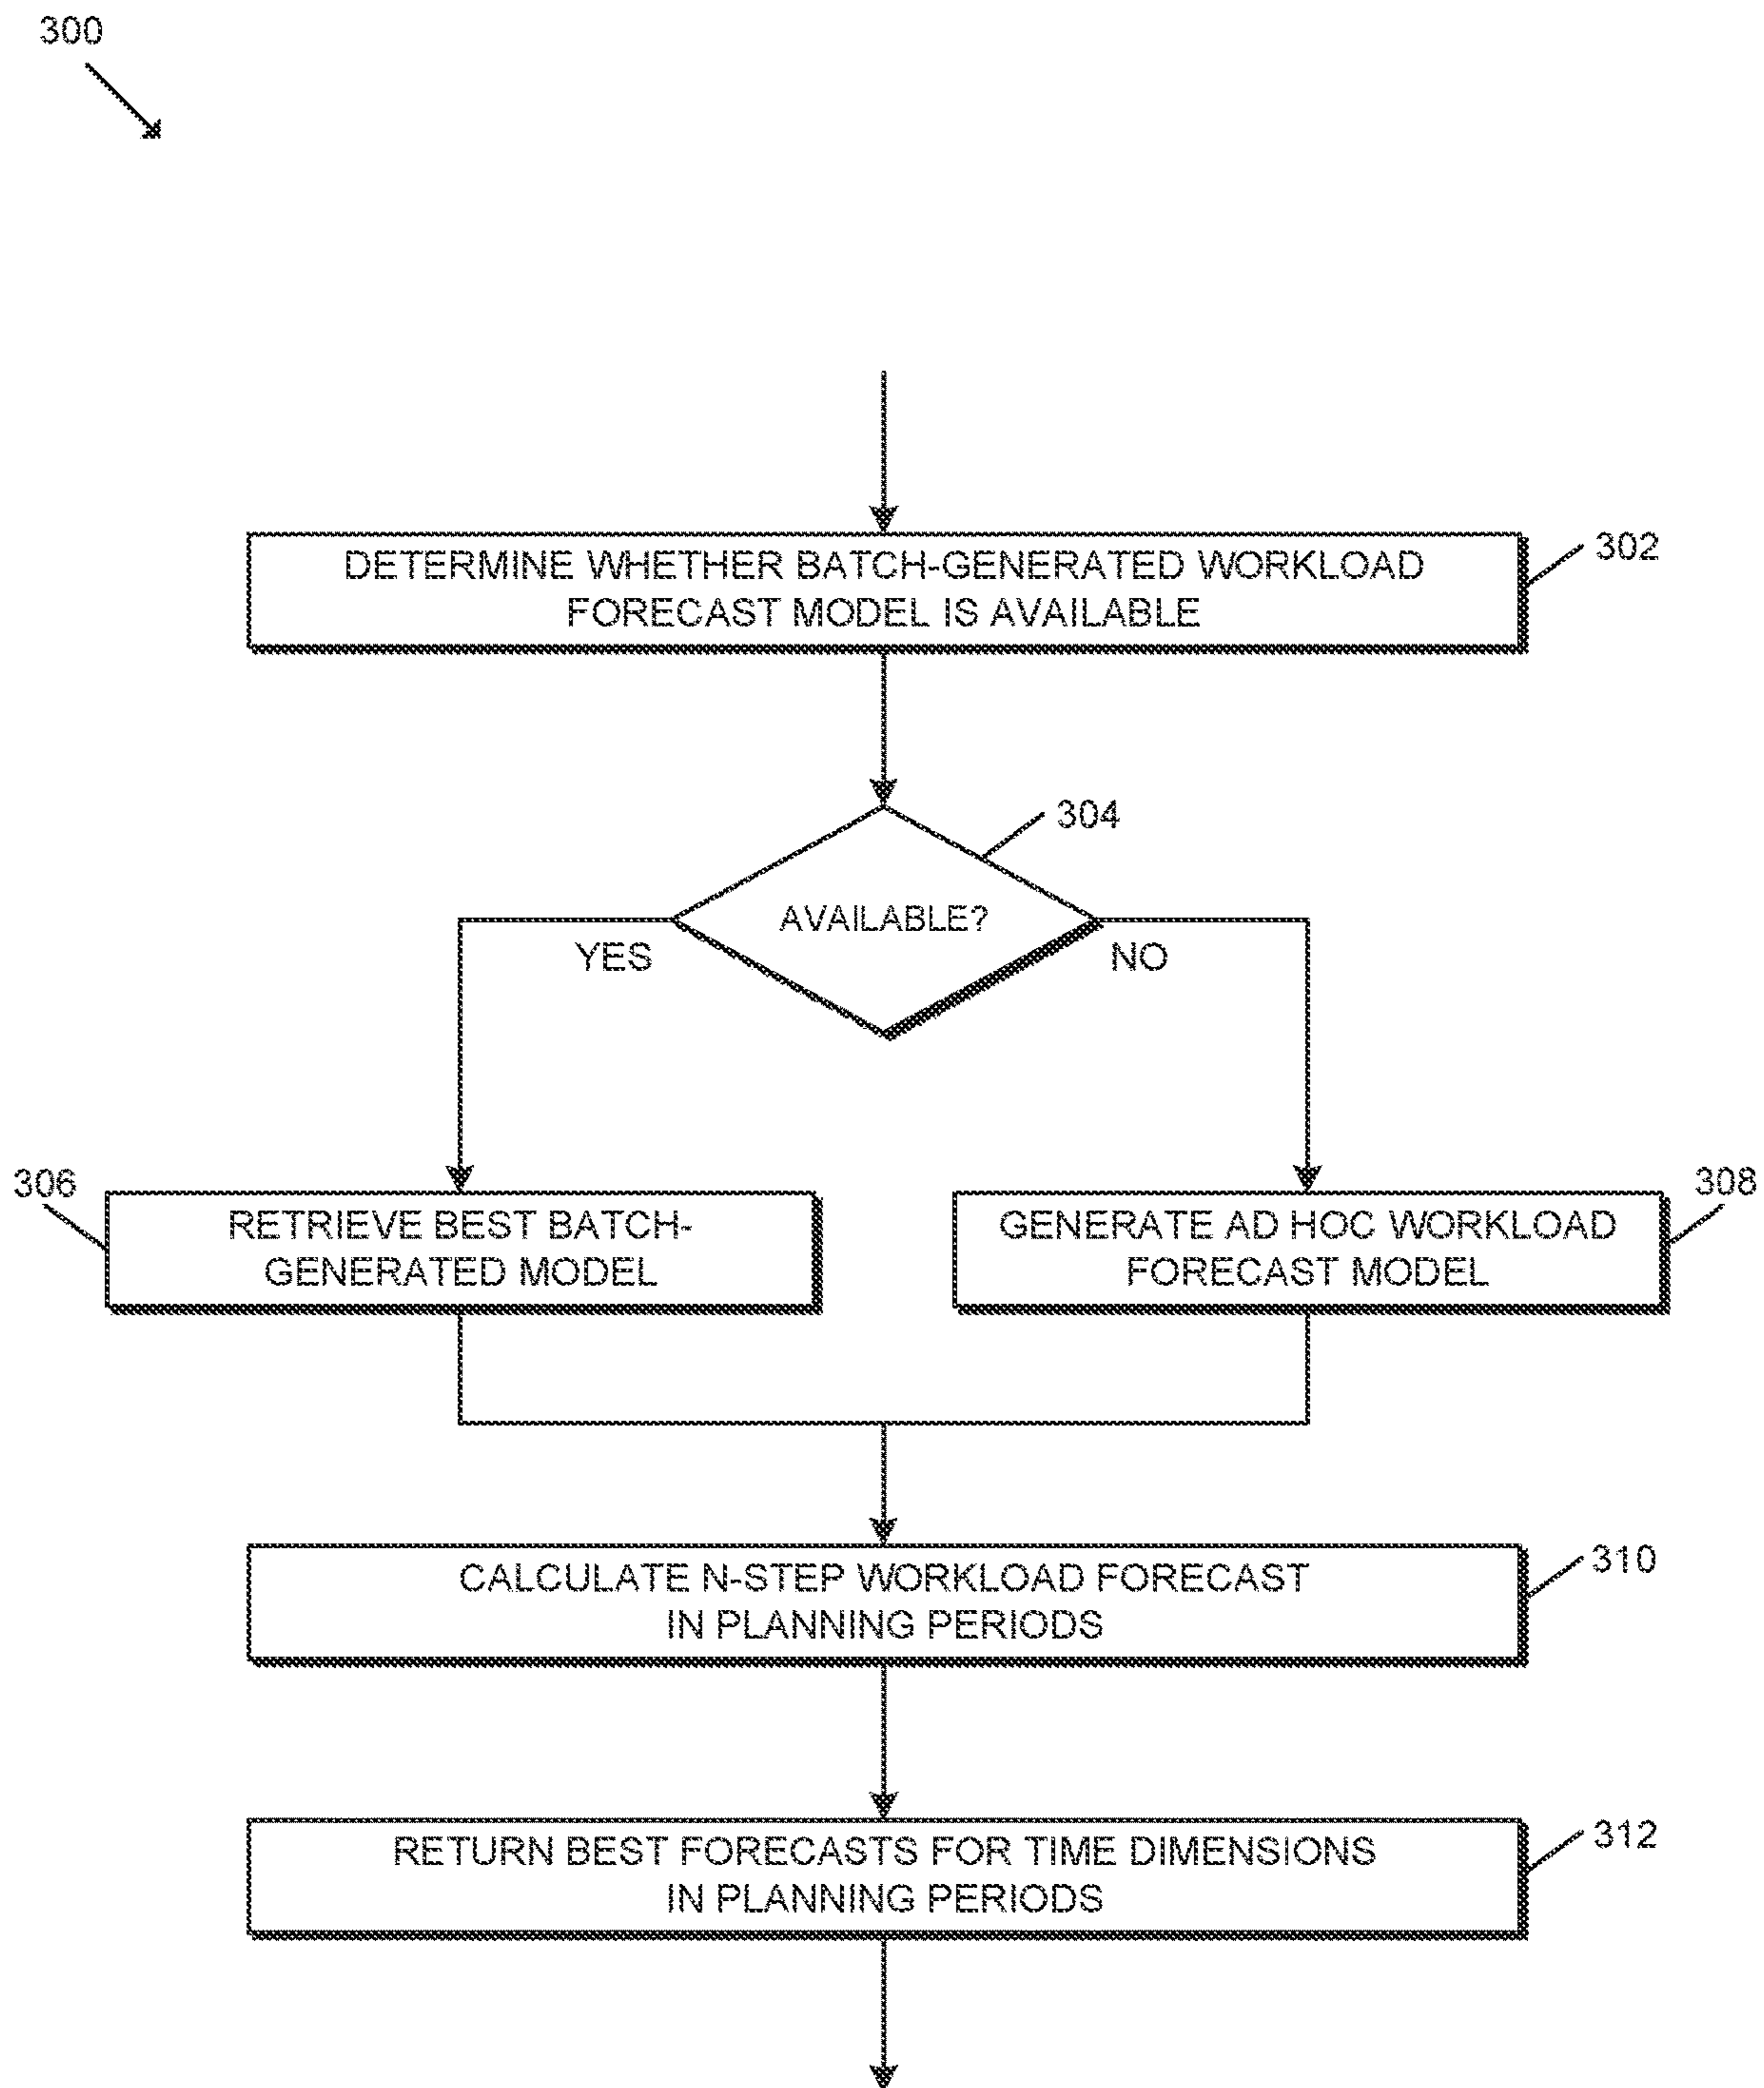 300
DETERMINE WHETHER BATCH-GENERATED WORKLOAD
FORECAST MODEL IS AVAILABLE
302
304
AVAILABLE?
YES
NO
306
RETRIEVE BEST BATCH-
GENERATED MODEL
GENERATE AD HOC WORKLOAD
FORECAST MODEL
308
CALCULATE N-STEP WORKLOAD FORECAST
IN PLANNING PERIODS
310
RETURN BEST FORECASTS FOR TIME DIMENSIONS
IN PLANNING PERIODS
312